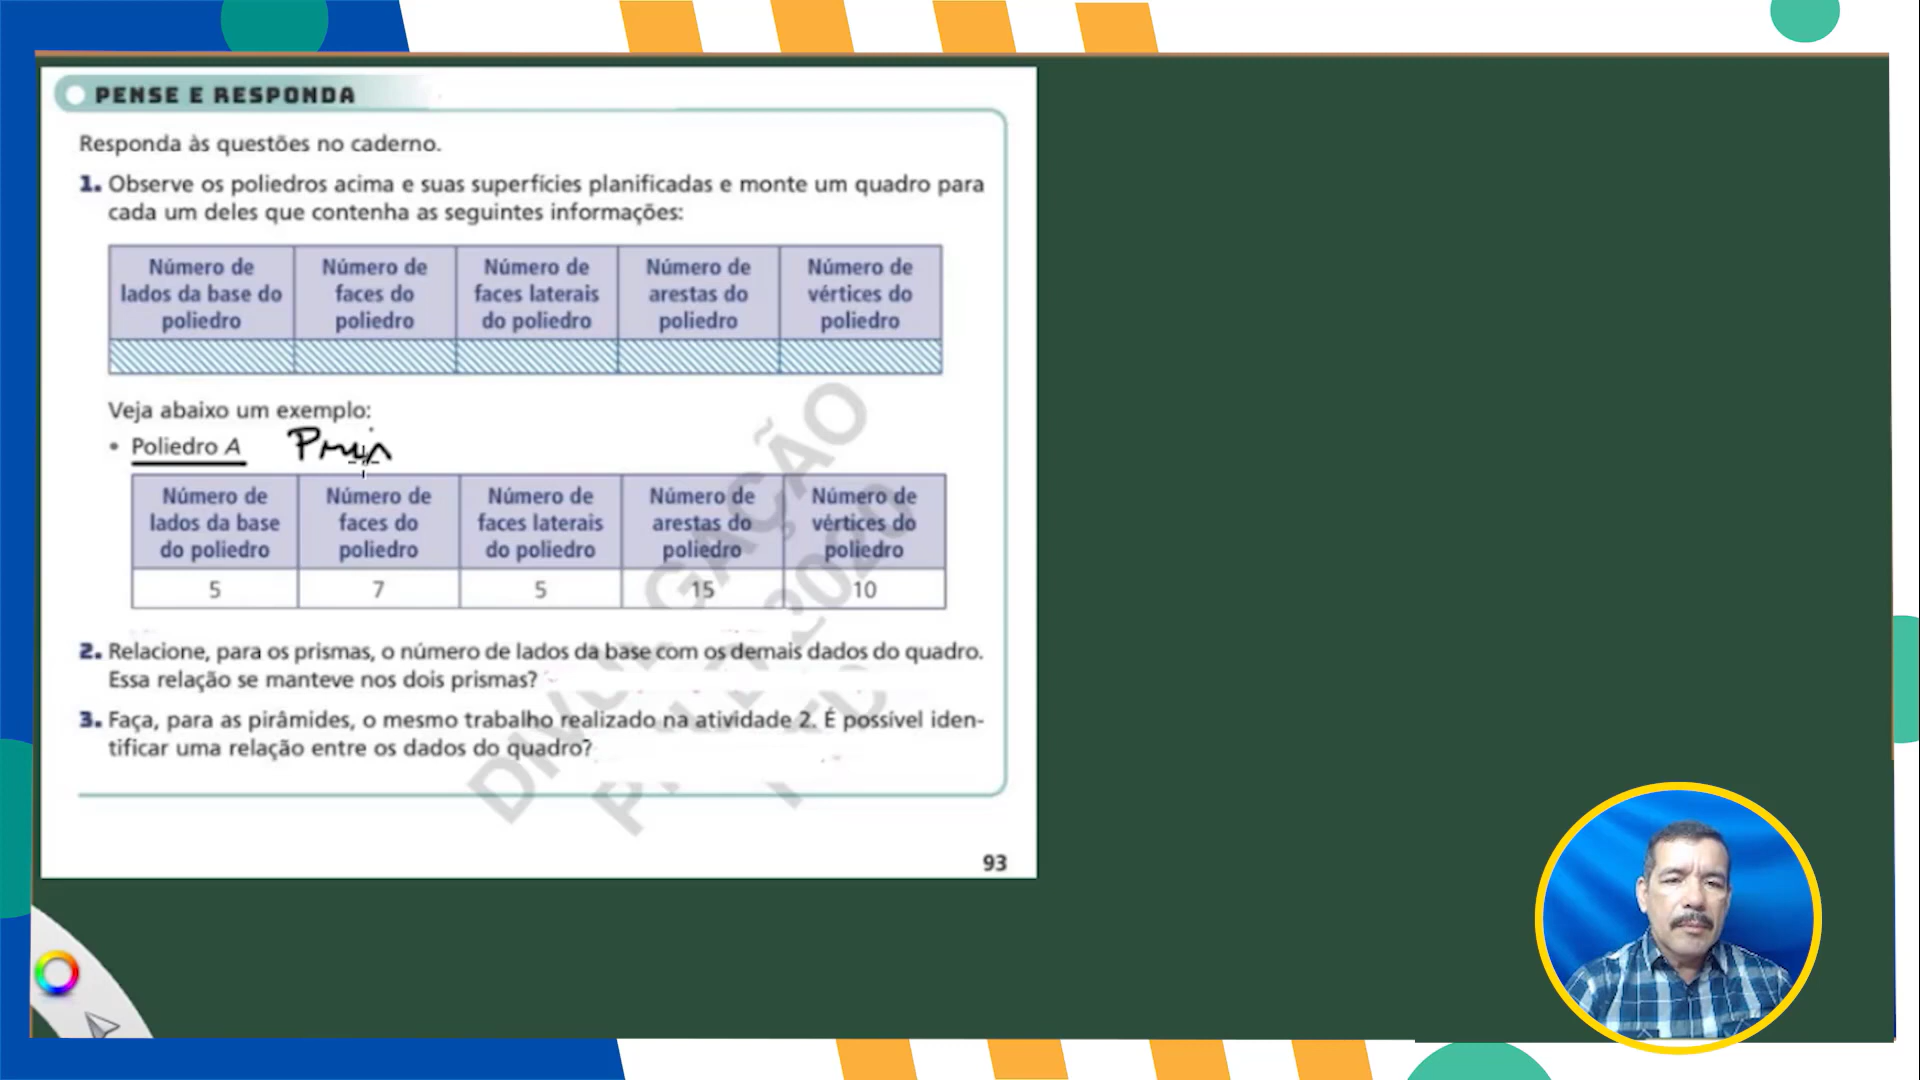 PENSE E RESPONDA
Responda às questões no caderno.
1. Observe os poliedros acima e suas superfícies planificadas e monte um quadro para
cada um deles que contenha as seguintes informações:
Número de lados da base do poliedro
Número de faces do poliedro
Número de faces laterais do poliedro
Número de arestas do poliedro
Número de vértices do poliedro
Veja abaixo um exemplo:
• Poliedro A
Número de lados da base do poliedro
Número de faces do poliedro
Número de faces laterais do poliedro
Número de arestas do poliedro
Número de vértices do poliedro
5 7 5 15 10
2. Relacione, para os prismas, o número de lados da base com os demais dados do quadro.
Essa relação se manteve nos dois prismas?
3. Faça, para as pirâmides, o mesmo trabalho realizado na atividade 2. É possível iden-
tificar uma relação entre os dados do quadro?
93